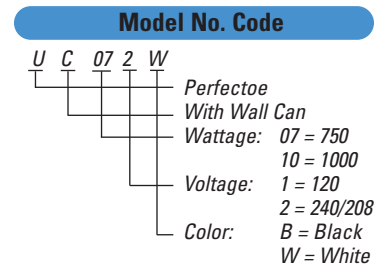 Model No. Code
U C 07 2 W
Perfectoe
With Wall Can
Wattage: 07 = 750
10 = 1000
Voltage: 1 = 120
2 = 240/208
Color: B = Black
W = White